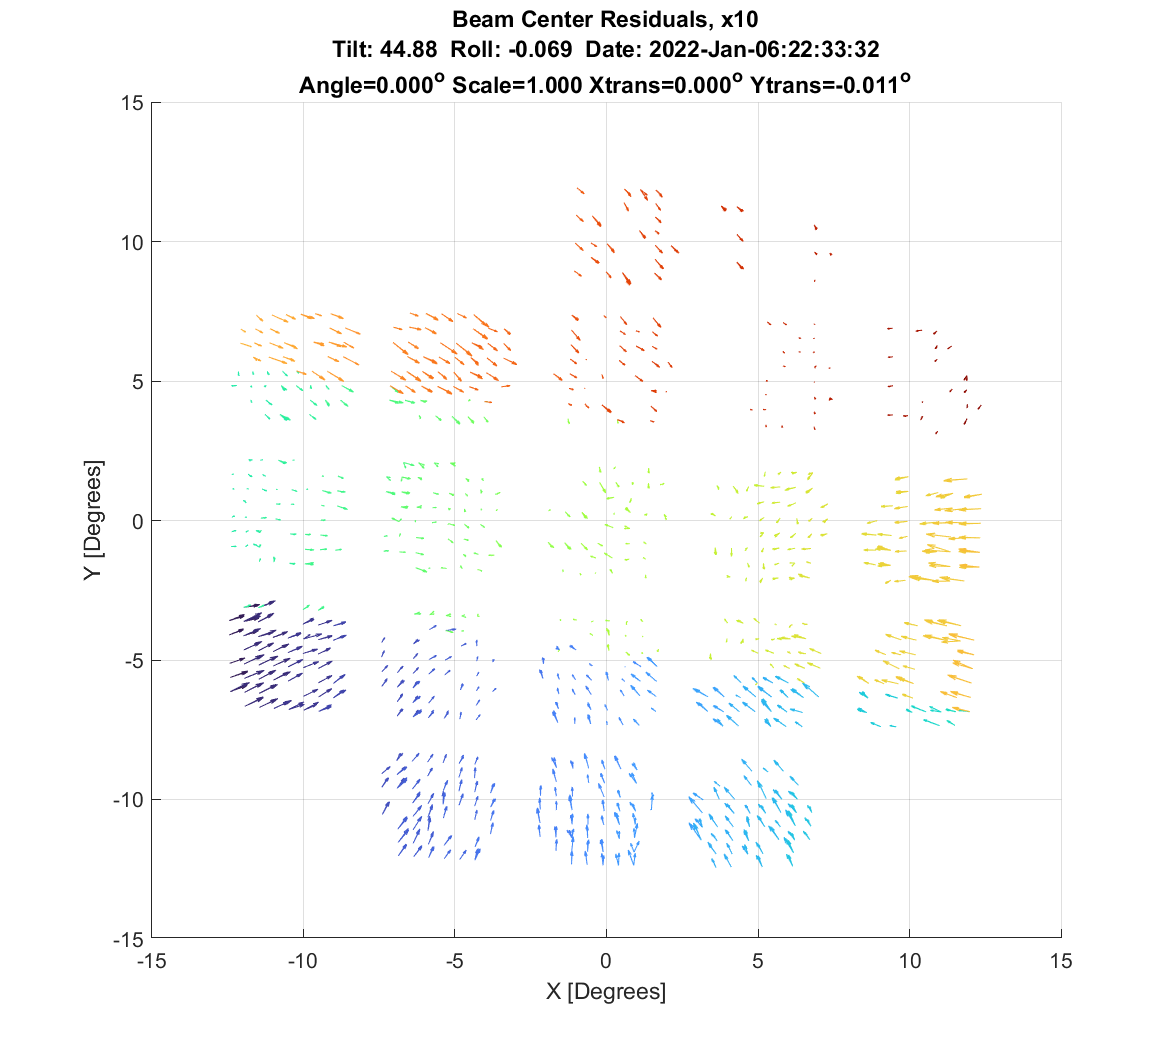 Beam Center Residuals, x10
Tilt: 44.88 Roll: -0.069 Date: 2022-Jan-06:22:33:32
Angle=0.000° Scale=1.000 Xtrans=0.000° Ytrans=-0.011°
15
10
5
0
-5
-10
-15
Y [Degrees]
-15 -10 -5 0 5 10 15
X [Degrees]